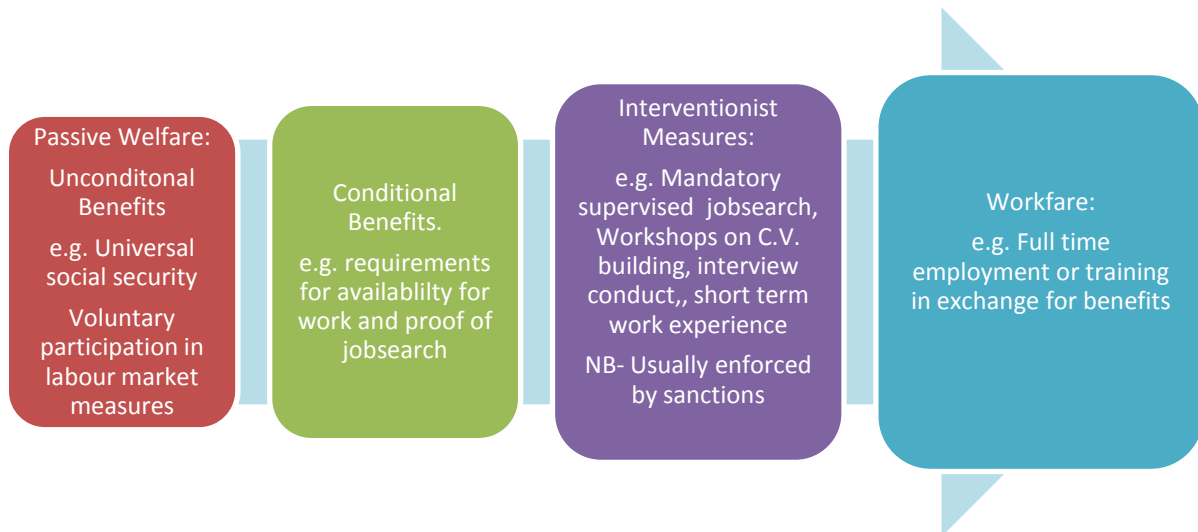 Passive Welfare:
Unconditonal
Benefits
e.g. Universal
social security
Voluntary
participation in
labour market
measures
Conditional
Benefits.
e.g. requirements
for availablilty for
work and proof of
jobsearch
Interventionist
Measures:
e.g. Mandatory
supervised jobsearch,
Workshops on C.V.
building, interview
conduct,, short term
work experience
NB- Usually enforced
by sanctions
Workfare:
e.g. Full time
employment or training
in exchange for benefits